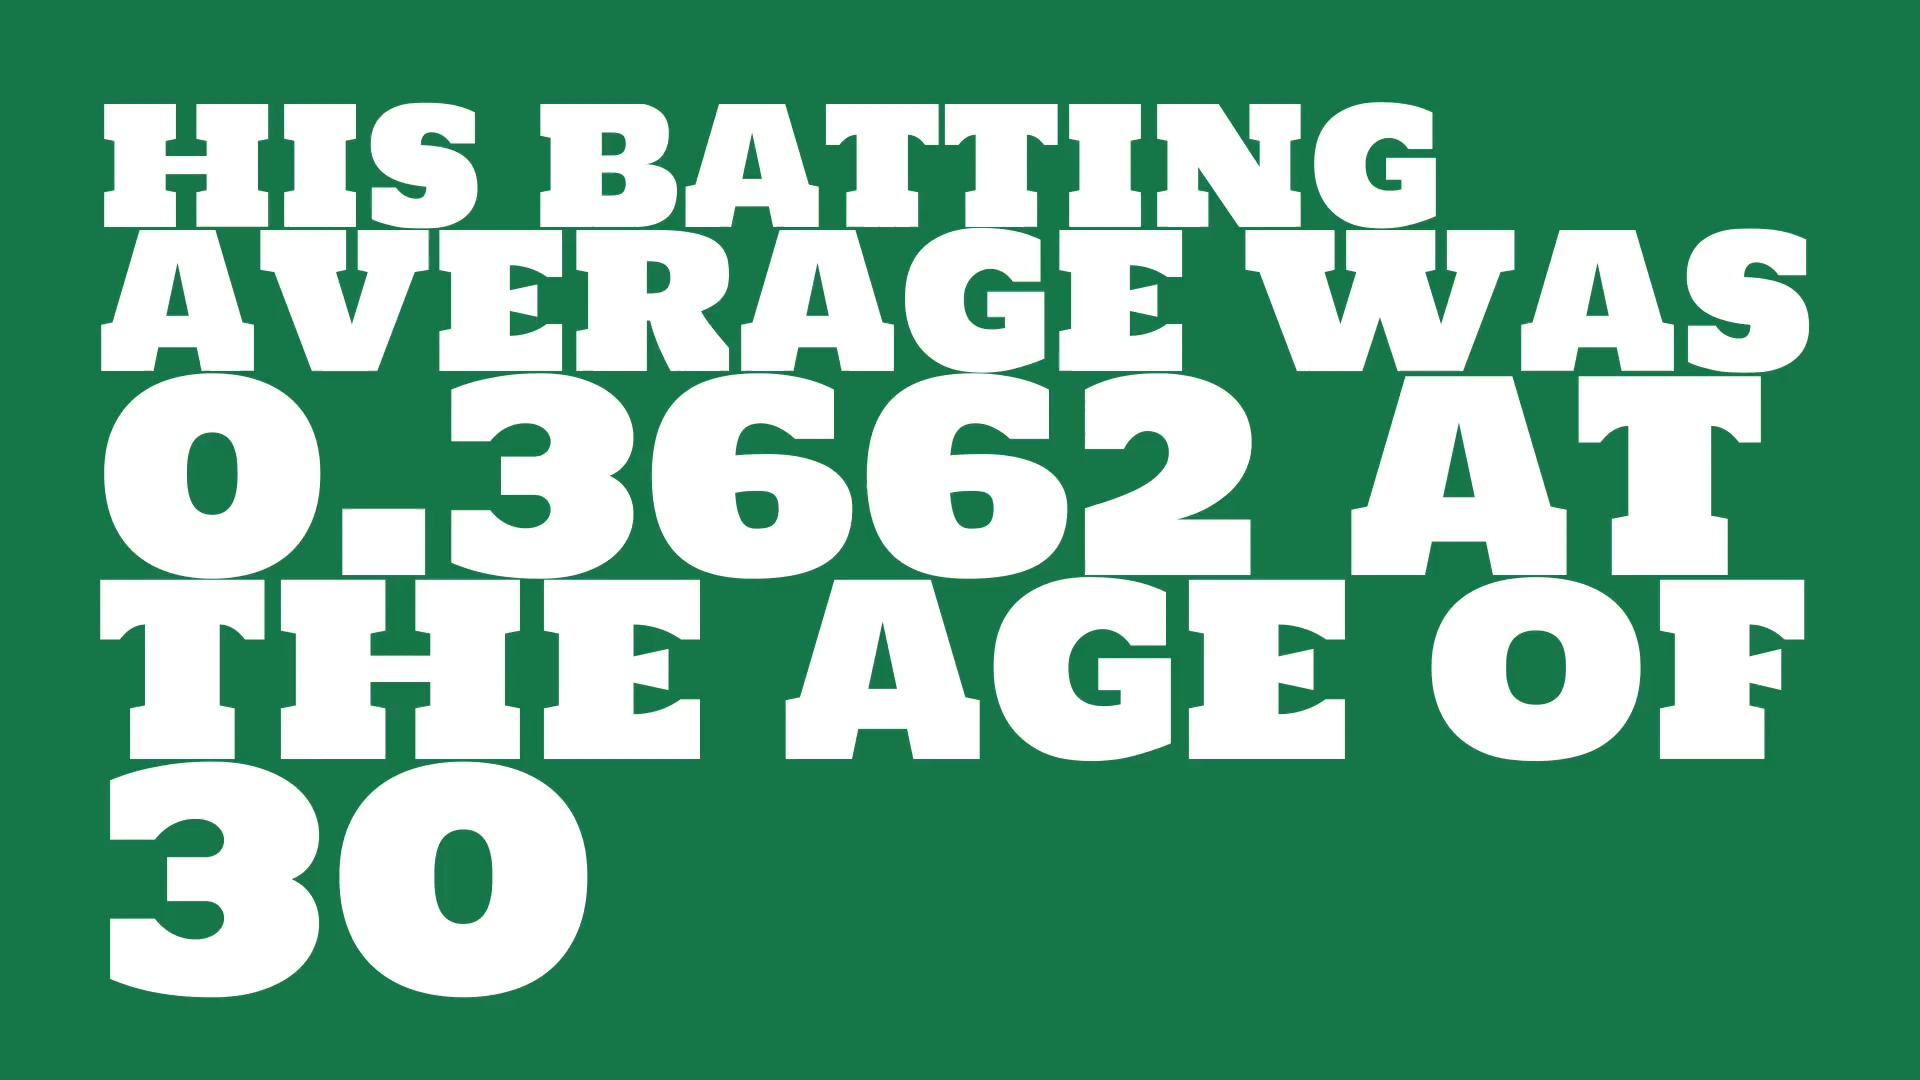 HIS BATTING
AVERAGE WAS
0.3662 AT
THE AGE OF
30